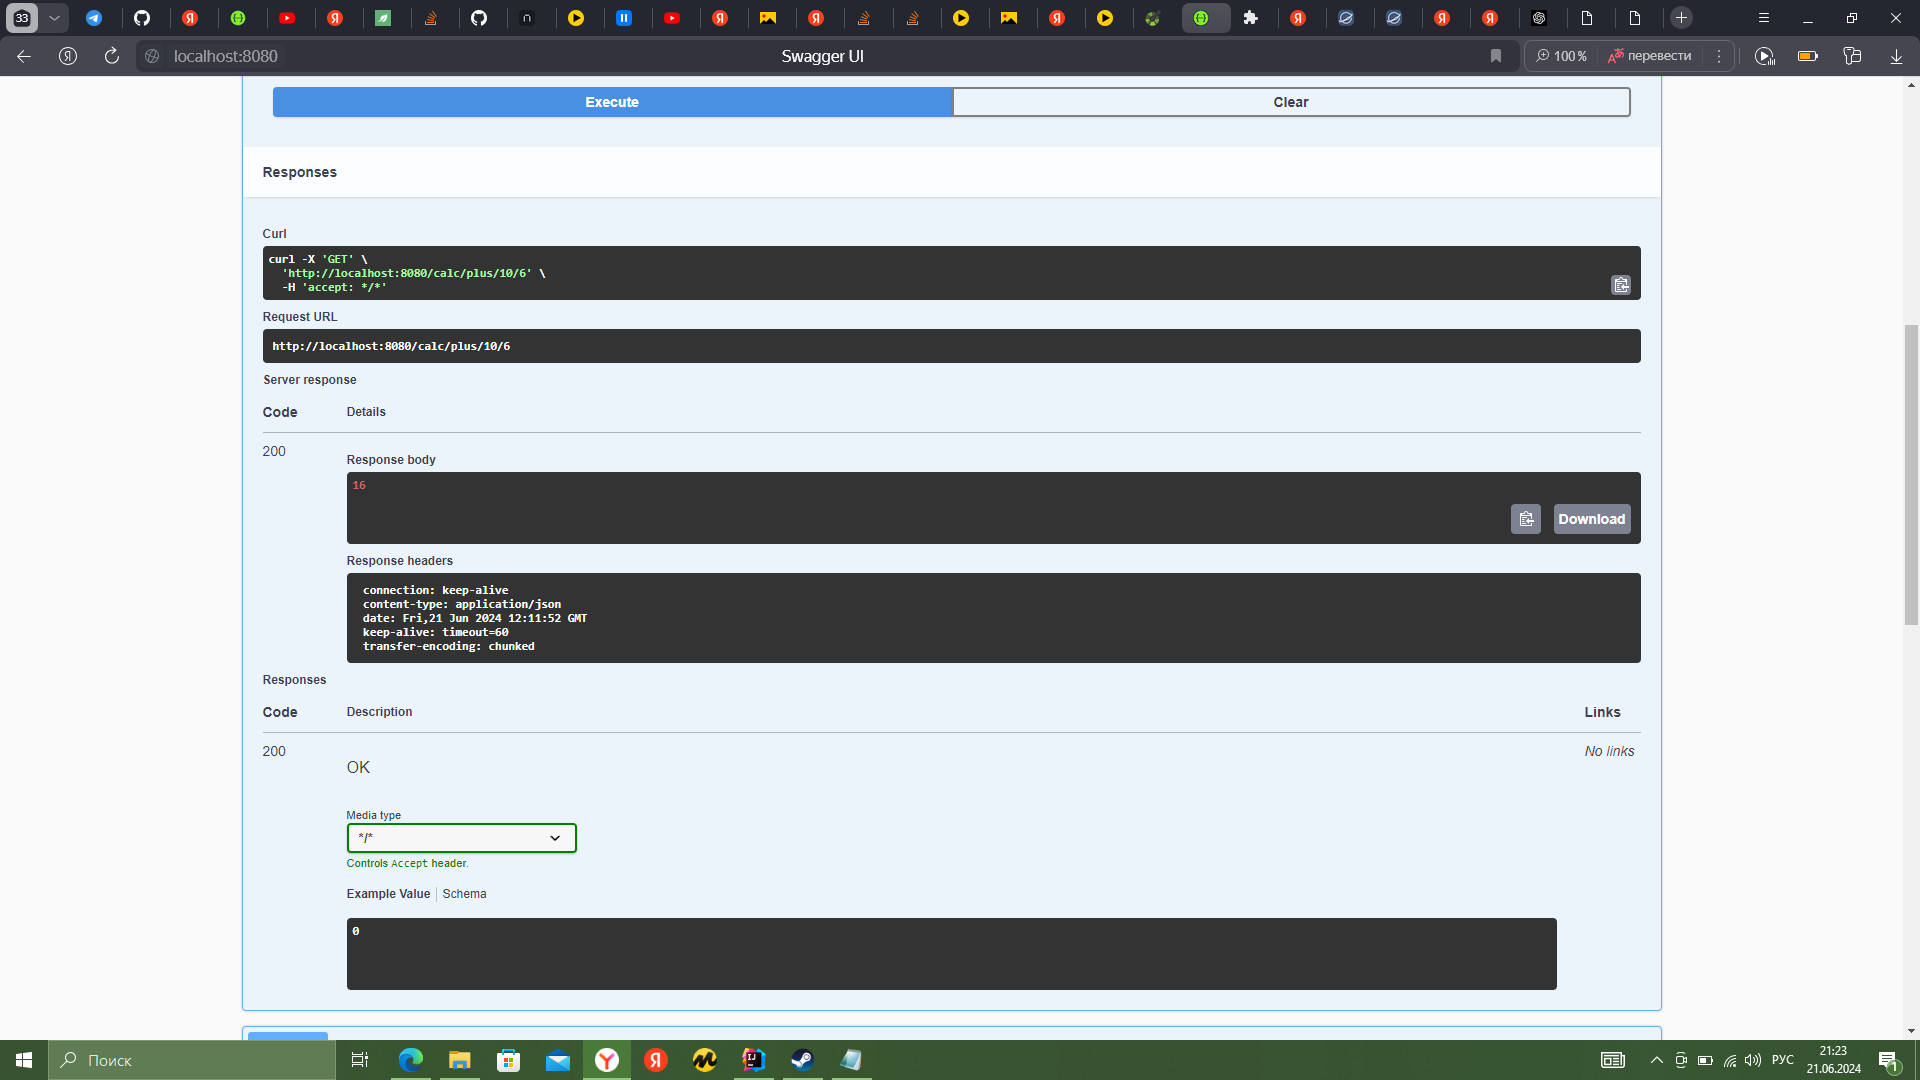 33
localhost:8080
Swagger UI
100%
перевести
Execute
Clear
Responses
Curl
curl -X 'GET' \
'http://localhost:8080/calc/plus/10/6' \
-H 'accept: */*'
Request URL
http://localhost:8080/calc/plus/10/6
Server response
Code Details
200
Response body
16
Download
Response headers
connection: keep-alive
content-type: application/json
date: Fri,21 Jun 2024 12:11:52 GMT
keep-alive: timeout=60
transfer-encoding: chunked
Responses
Code Description Links
200
No links
OK
Media type
*/*
Controls Accept header.
Example Value Schema
0
Поиск
РУС
21:23
21.06.2024
1